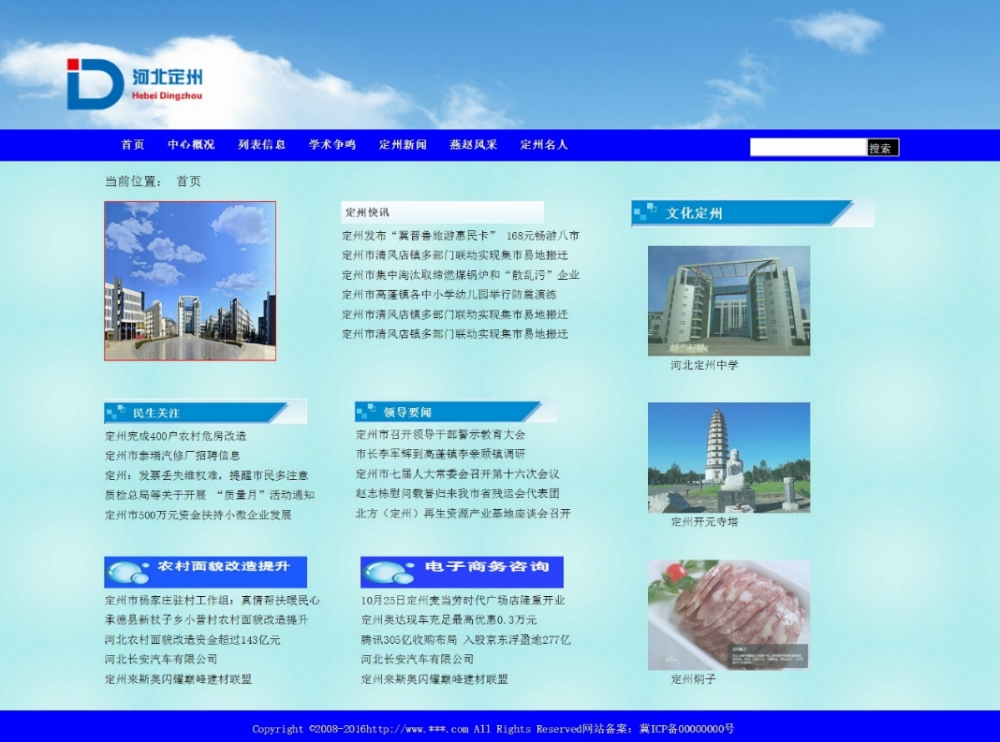 河北定州
Hebei Dingzhou
首页 中心概况 列表信息 学术争鸣 定州新闻 燕赵风采 定州名人 搜索
当前位置： 首页
定州快讯
定州发布“冀晋鲁旅游惠民卡” 168元畅游八市
定州市清风店镇多部门联动实现集市易地搬迁
定州市集中淘汰取缔燃煤锅炉和“散乱污”企业
定州市高蓬镇各中小学幼儿园举行防震演练
定州市清风店镇多部门联动实现集市易地搬迁
定州市清风店镇多部门联动实现集市易地搬迁
文化定州
河北定州中学
定州开元寺塔
定州焖子
民生关注
定州完成400户农村危房改造
定州市泰瑞汽修厂招聘信息
定州：发票丢失维权难，提醒市民多注意
质检总局等关于开展 “质量月”活动通知
定州市500万元资金扶持小微企业发展
领导要闻
定州市召开领导干部警示教育大会
市长李军辉到高蓬镇李亲顾镇调研
定州市七届人大常委会召开第十六次会议
赵志栋慰问载誉归来我市省残运会代表团
北方（定州）再生资源产业基地座谈会召开
农村面貌改造提升
定州市杨家庄驻村工作组：真情帮扶暖民心
承德县新杖子乡小营村农村面貌改造提升
河北农村面貌改造资金超过143亿元
河北长安汽车有限公司
定州来斯奥闪耀巅峰建材联盟
电子商务咨询
10月25日定州麦当劳时代广场店隆重开业
定州奥达现车充足最高优惠0.3万元
腾讯305亿收购布局 入股京东浮盈逾277亿
河北长安汽车有限公司
定州来斯奥闪耀巅峰建材联盟
Copyright ©2008-2016http://www.***.com All Rights Reserved网站备案：冀ICP备00000000号